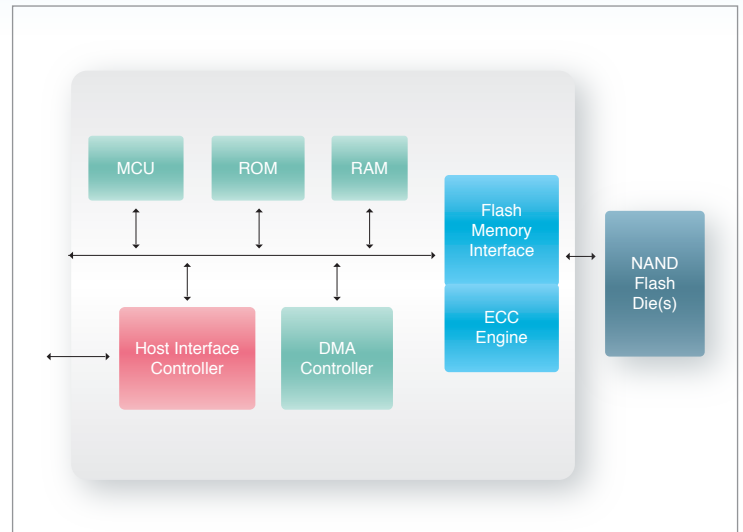 MCU
ROM
RAM
Flash
Memory
Interface
NAND
Flash
Die(s)
Host Interface
Controller
DMA
Controller
ECC
Engine